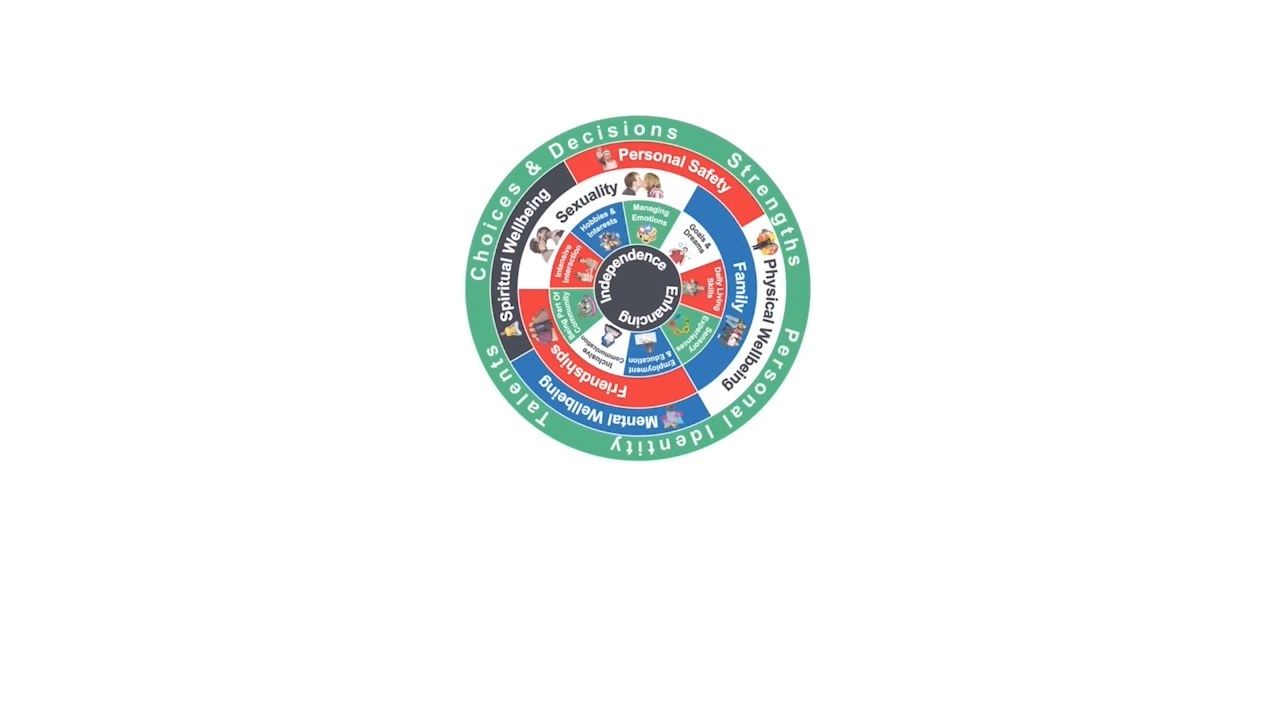 Choices & Decisions
Strengths
Personal Identity
Talents
Personal Safety
Physical Wellbeing
Mental Wellbeing
Spiritual Wellbeing
Sexuality
Family
Friendships
Managing
Emotions
Goals &
Dreams
Daily Living
Skills
Sensory
Experiences
Employment
& Education
Inclusive
Communication
Being Part Of
Community
Intensive
Interaction
Hobbies &
Interests
Enhancing
Independence